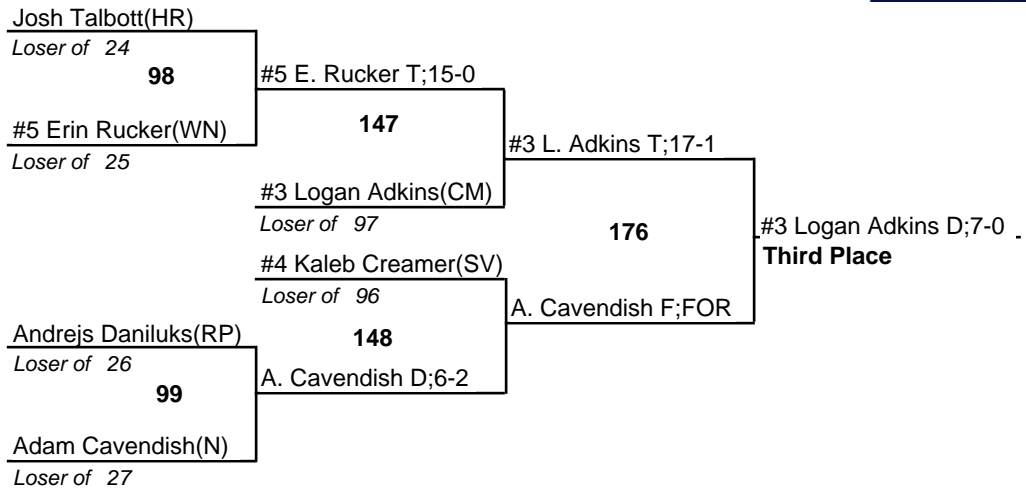 Josh Talbott(HR)
Loser of 24
98
#5 E. Rucker T;15-0
#5 Erin Rucker(WN)
Loser of 25
147
#3 L. Adkins T;17-1
#3 Logan Adkins(CM)
Loser of 97
176
#3 Logan Adkins D;7-0
Third Place
#4 Kaleb Creamer(SV)
Loser of 96
A. Cavendish F;FOR
Andrejs Daniluks(RP)
Loser of 26
148
99
A. Cavendish D;6-2
Adam Cavendish(N)
Loser of 27